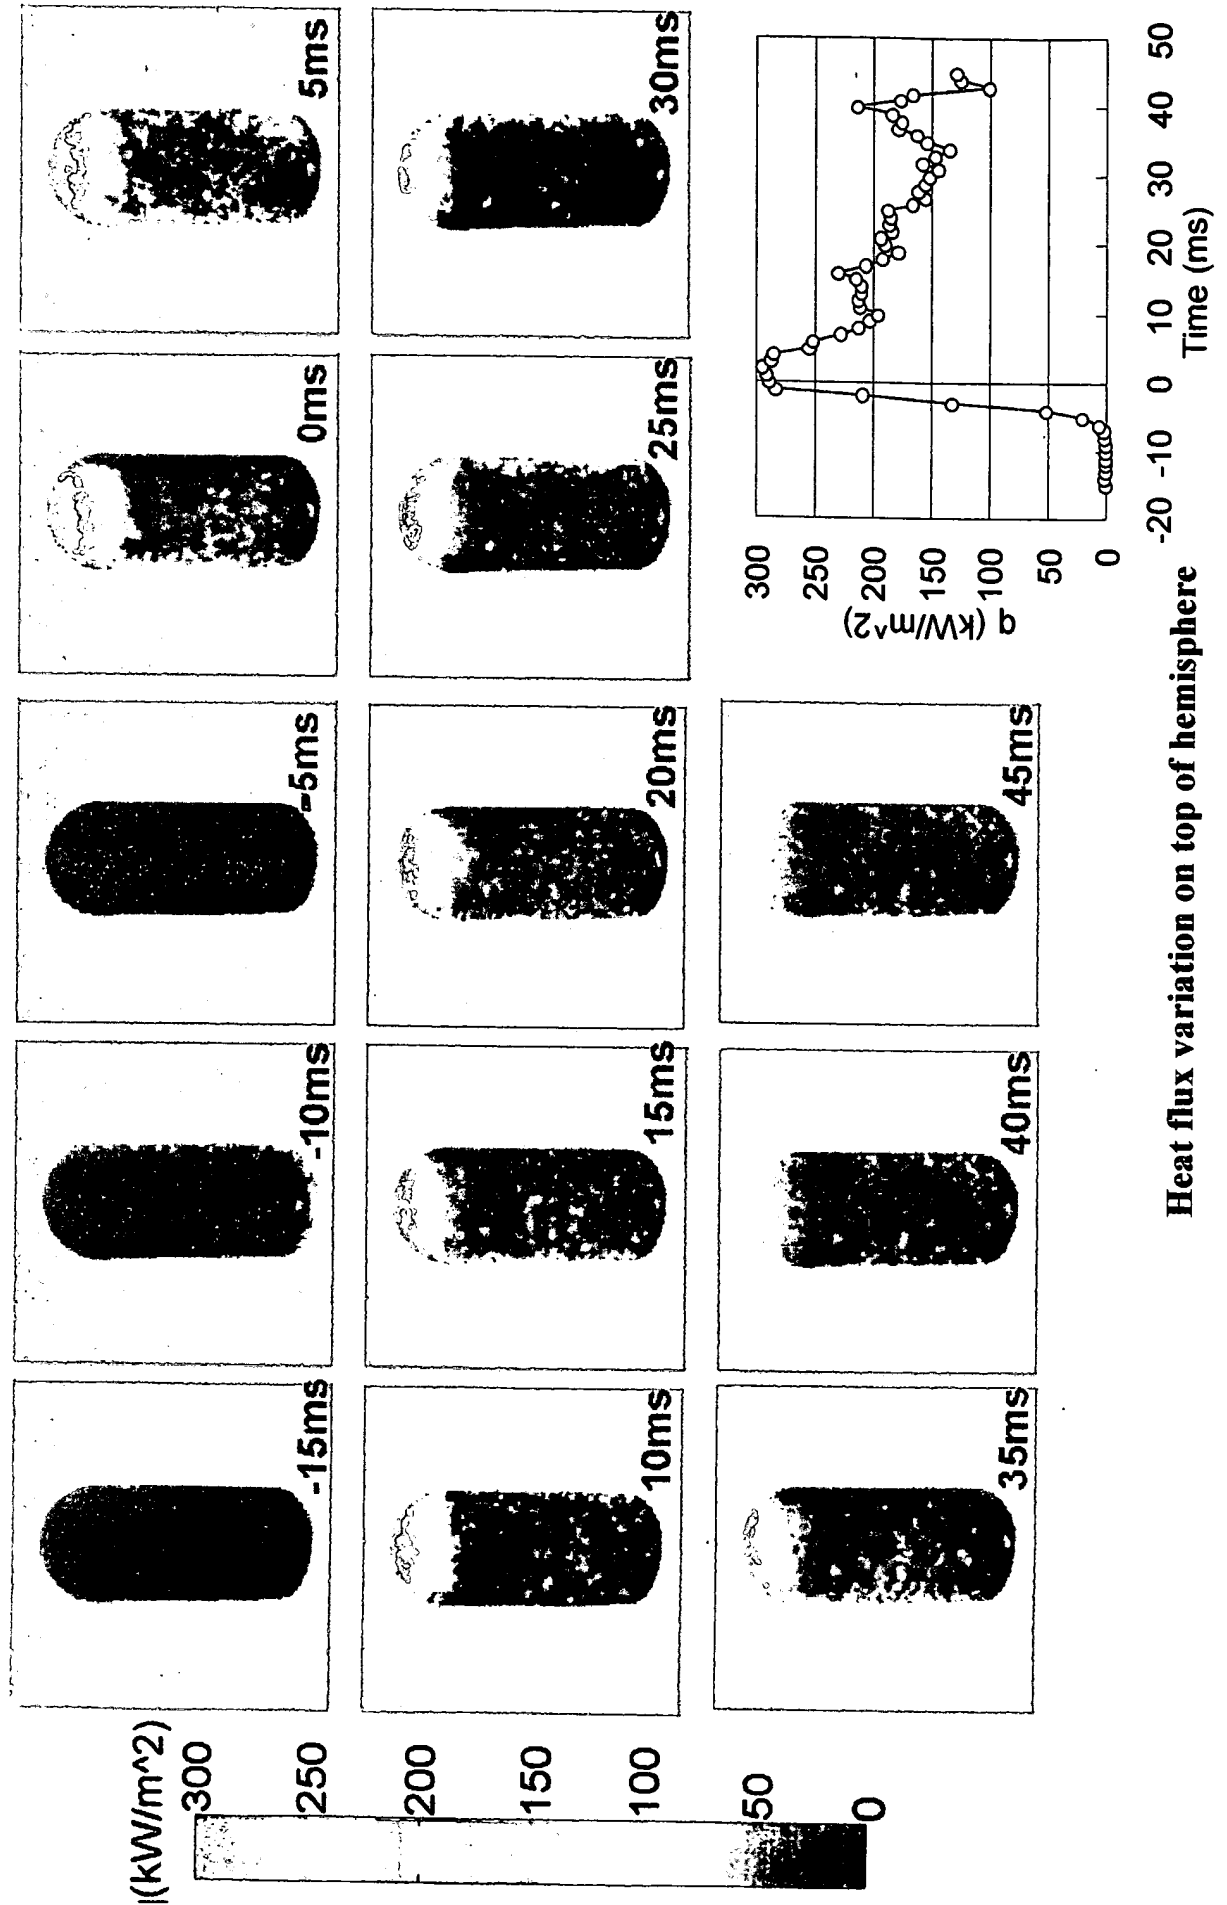 (kW/m^2)
300
250
200
150
100
50
0
-15ms
-10ms
-5ms
0ms
5ms
10ms
15ms
20ms
25ms
30ms
35ms
40ms
45ms
q (kW/m^2)
300
250
200
150
100
50
0
-20 -10 0 10 20 30 40 50
Time (ms)
Heat flux variation on top of hemisphere